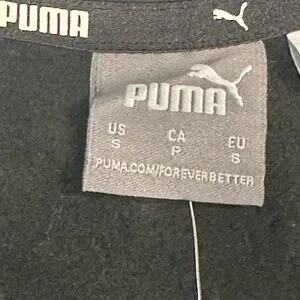 PUMA
PUMA
US CA EU
S P S
PUMA.COM/FOREVERBETTER